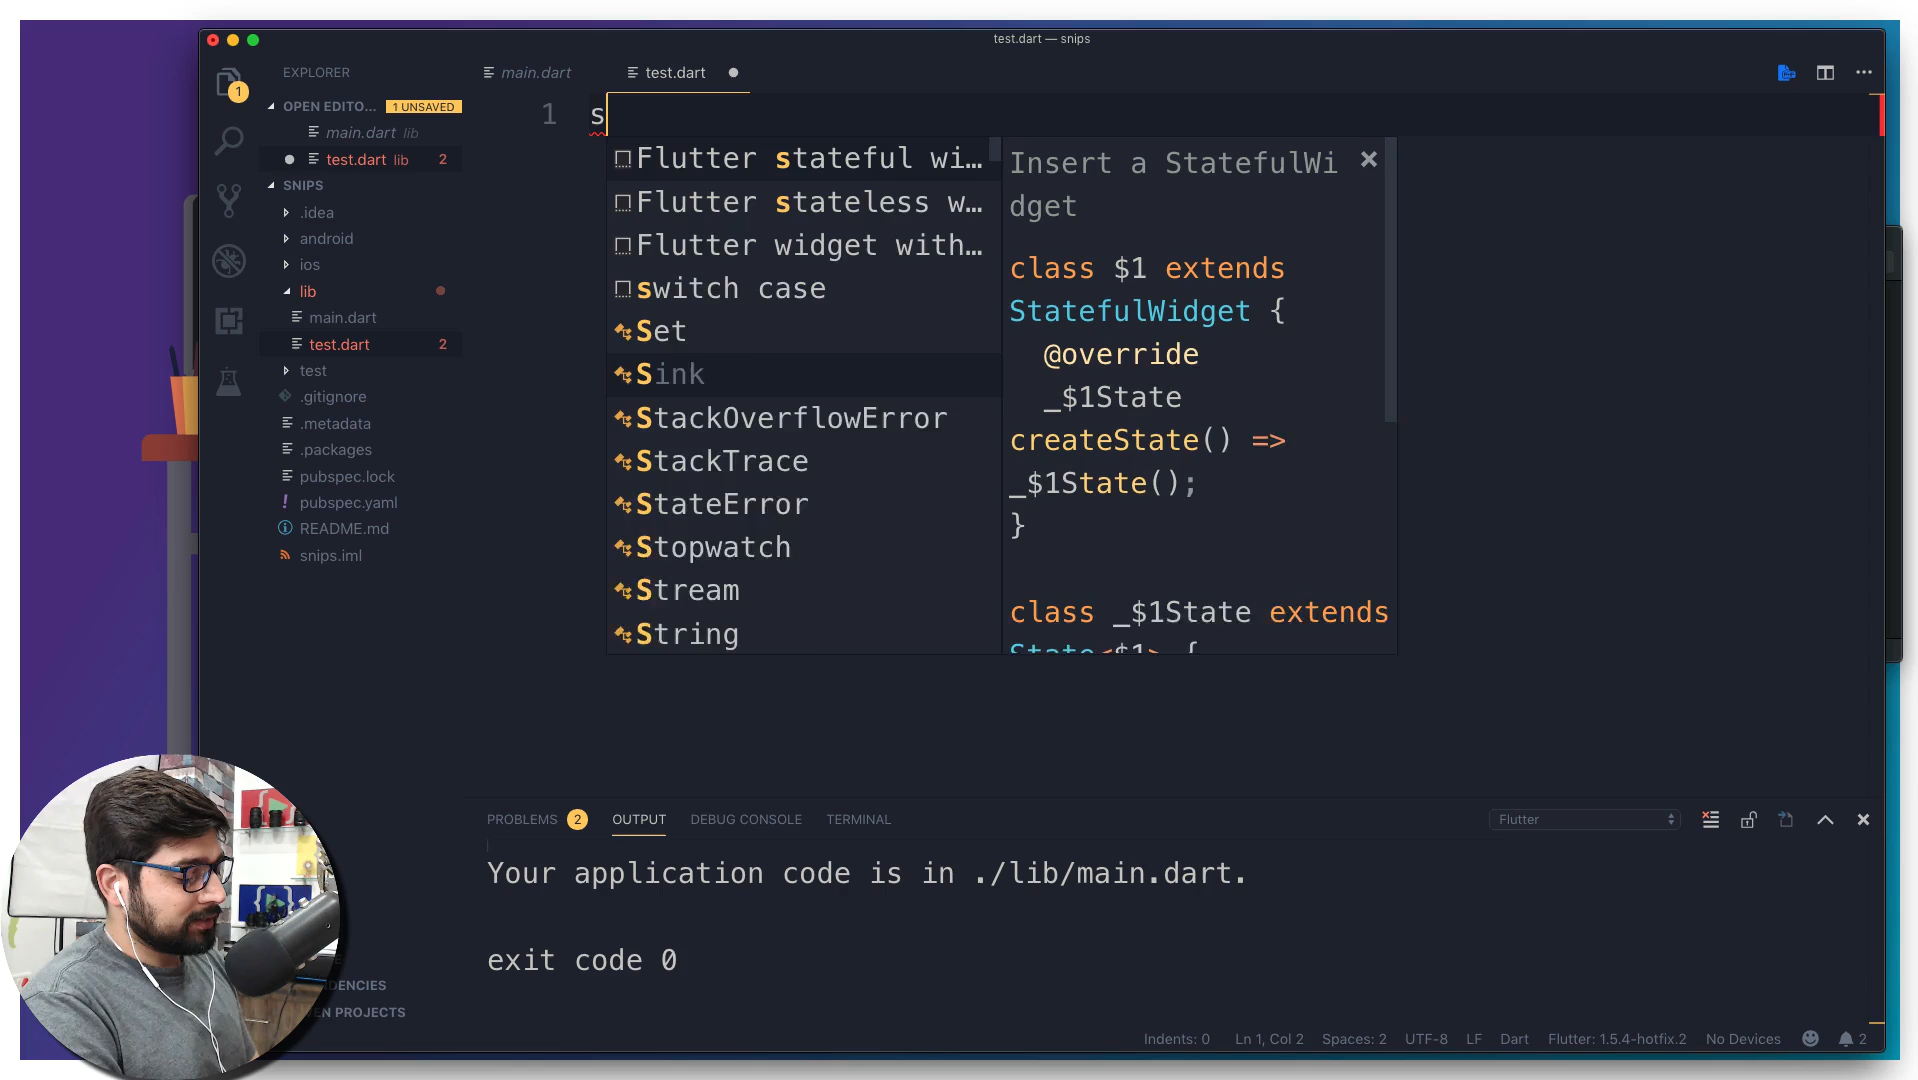 test.dart — snips
EXPLORER
main.dart
test.dart
1
OPEN EDITO... 1 UNSAVED
main.dart lib
test.dart lib 2
SNIPS
.idea
android
ios
lib
main.dart
test.dart 2
test
.gitignore
.metadata
.packages
pubspec.lock
! pubspec.yaml
README.md
snips.iml
1 s
Flutter stateful wi...
Flutter stateless w...
Flutter widget with...
switch case
Set
Sink
StackOverflowError
StackTrace
StateError
Stopwatch
Stream
String
Insert a StatefulWi
dget
class $1 extends
StatefulWidget {
@override
_$1State
createState() =>
_$1State();
}
class _$1State extends
State<$1> {
PROBLEMS 2 OUTPUT DEBUG CONSOLE TERMINAL Flutter
Your application code is in ./lib/main.dart.
exit code 0
NDENCIES
EN PROJECTS
Indents: 0 Ln 1, Col 2 Spaces: 2 UTF-8 LF Dart Flutter: 1.5.4-hotfix.2 No Devices 2